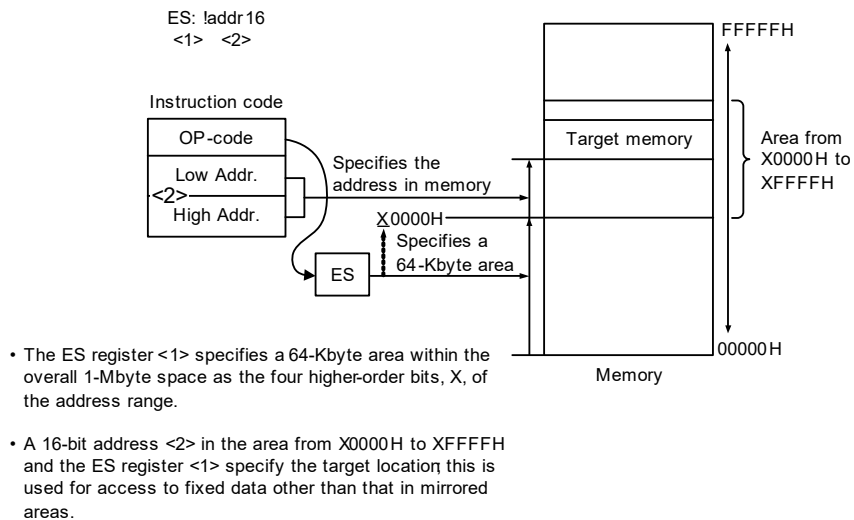 ES: !addr16
<1> <2>
FFFFFH
Instruction code
OP-code
Low Addr.
<2>
High Addr.
Specifies the
address in memory
Target memory
Area from
X0000H to
XFFFFH
X0000H
Specifies a
64-Kbyte area
ES
00000H
Memory
• The ES register <1> specifies a 64-Kbyte area within the
overall 1-Mbyte space as the four higher-order bits, X, of
the address range.
• A 16-bit address <2> in the area from X0000H to XFFFFH
and the ES register <1> specify the target location; this is
used for access to fixed data other than that in mirrored
areas.